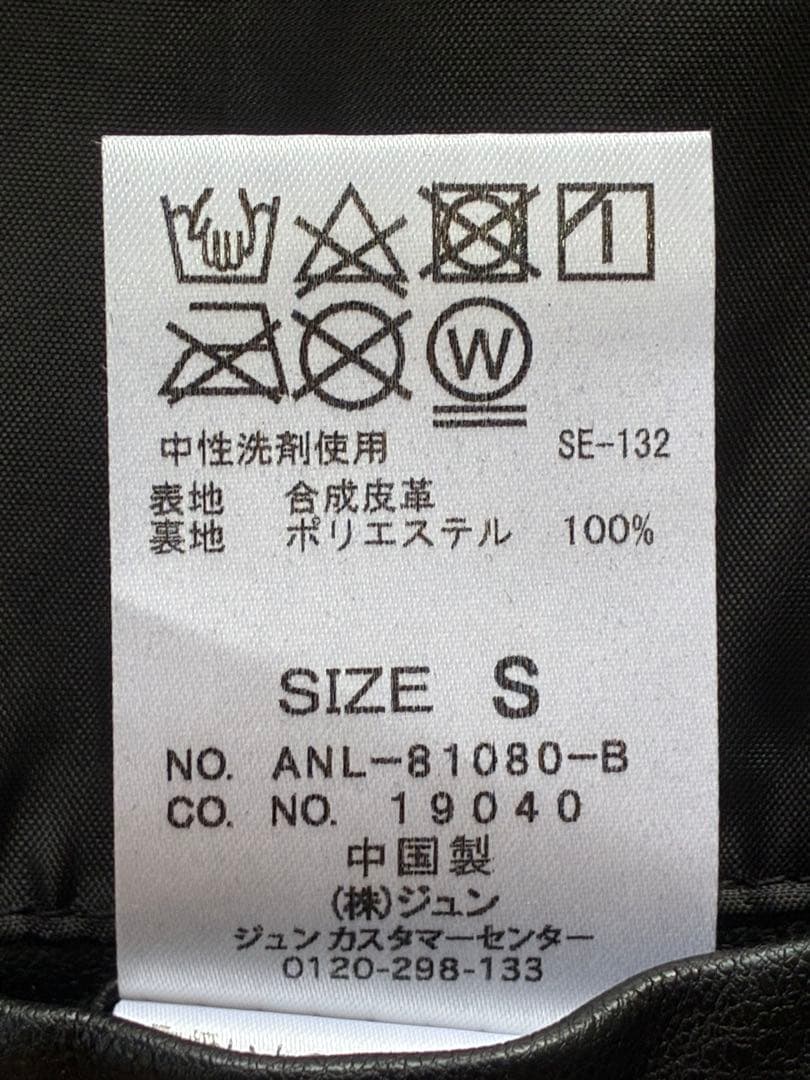 W
中性洗剤使用 SE-132
表地 合成皮革
裏地 ポリエステル 100%
SIZE S
NO. ANL-81080-B
CO. NO. 19040
中国製
(株)ジュン
ジュン カスタマーセンター
0120-298-133